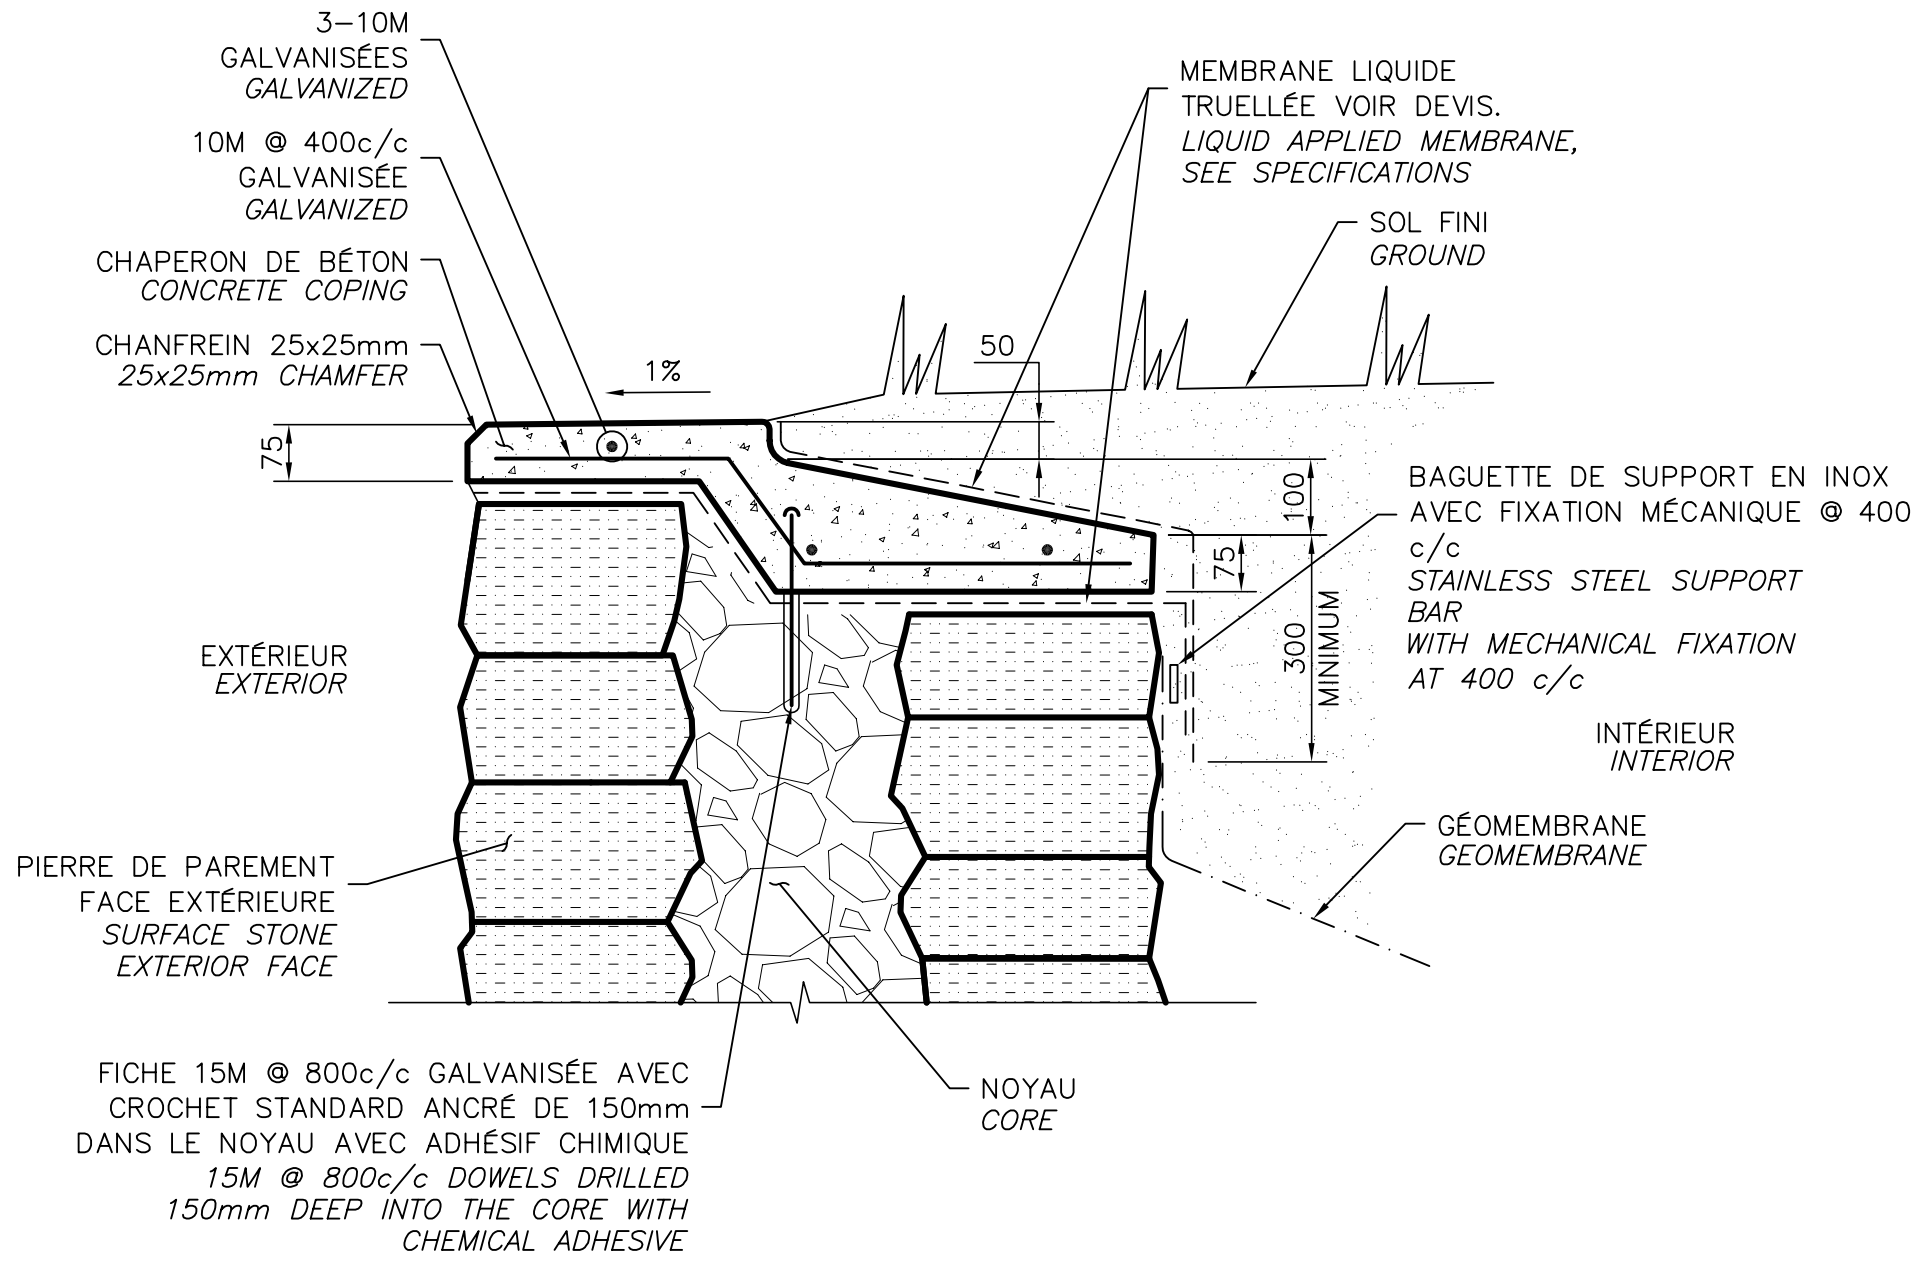 3-10M
GALVANISÉES
GALVANIZED
10M @ 400c/c
GALVANISÉE
GALVANIZED
CHAPERON DE BÉTON
CONCRETE COPING
CHANFREIN 25x25mm
25x25mm CHAMFER
1%
75
MEMBRANE LIQUIDE
TRUELLÉE VOIR DEVIS.
LIQUID APPLIED MEMBRANE,
SEE SPECIFICATIONS
SOL FINI
GROUND
50
100
75
300
MINIMUM
BAGUETTE DE SUPPORT EN INOX
AVEC FIXATION MÉCANIQUE @ 400
c/c
STAINLESS STEEL SUPPORT
BAR
WITH MECHANICAL FIXATION
AT 400 c/c
EXTÉRIEUR
EXTERIOR
INTÉRIEUR
INTERIOR
GÉOMEMBRANE
GEOMEMBRANE
PIERRE DE PAREMENT
FACE EXTÉRIEURE
SURFACE STONE
EXTERIOR FACE
FICHE 15M @ 800c/c GALVANISÉE AVEC
CROCHET STANDARD ANCRÉ DE 150mm
DANS LE NOYAU AVEC ADHÉSIF CHIMIQUE
15M @ 800c/c DOWELS DRILLED
150mm DEEP INTO THE CORE WITH
CHEMICAL ADHESIVE
NOYAU
CORE